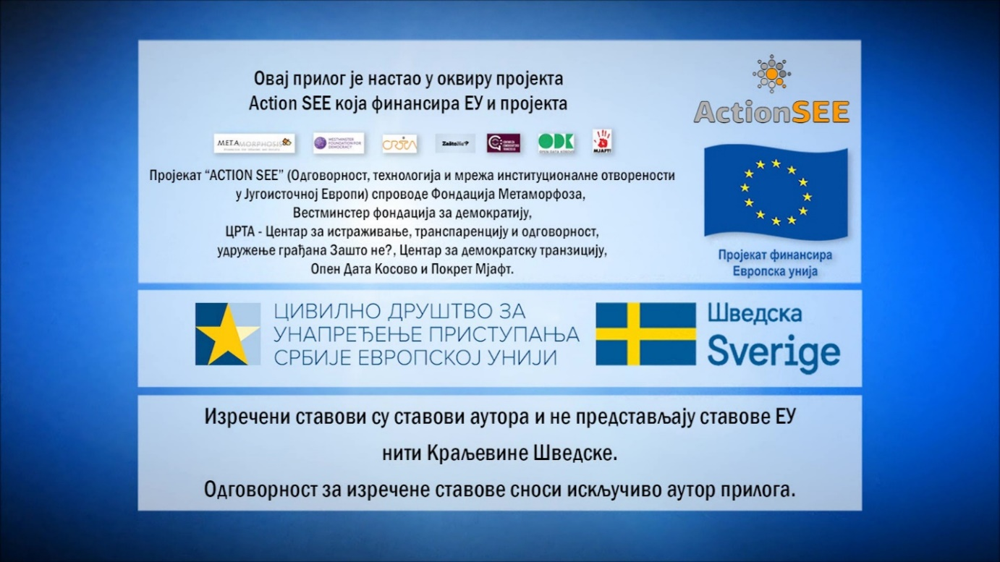 Овај прилог је настао у оквиру пројекта
Action SEE која финансира ЕУ и пројекта
ActionSEE
METAMORPHOSIS
WESTMINSTER
FOUNDATION FOR
DEMOCRACY
CRTA
ZaštoNe?
ODK
OPEN DATA KOSOVO
MJAFT!
Пројекат “ACTION SEE” (Одговорност, технологија и мрежа институционалне отворености
у Југоисточној Европи) спроводе Фондација Метаморфоза,
Вестминстер фондација за демократију,
ЦРТА - Центар за истраживање, транспаренцију и одговорност,
удружење грађана Зашто не?, Центар за демократску транзицију,
Опен Дата Косово и Покрет Мјафт.
Пројекат финансира
Европска унија
ЦИВИЛНО ДРУШТВО ЗА
УНАПРЕЂЕЊЕ ПРИСТУПАЊА
СРБИЈЕ ЕВРОПСКОЈ УНИЈИ
Шведска
Sverige
Изречени ставови су ставови аутора и не представљају ставове ЕУ
нити Краљевине Шведске.
Одговорност за изречене ставове сноси искључиво аутор прилога.